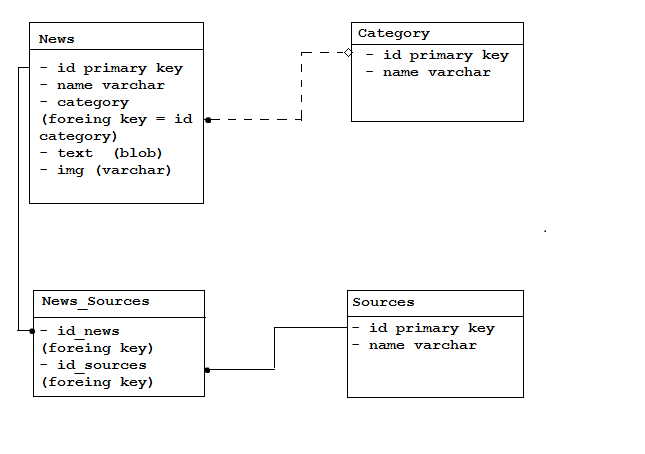 News
- id primary key
- name varchar
- category
(foreing key = id
category)
- text (blob)
- img (varchar)
Category
- id primary key
- name varchar
News_Sources
- id_news
(foreing key)
- id_sources
(foreing key)
Sources
- id primary key
- name varchar